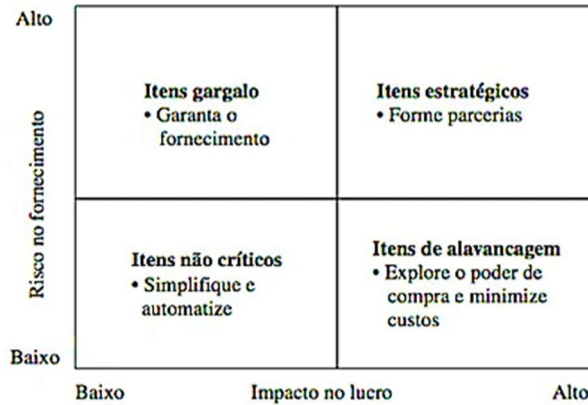 Alto
Itens gargalo
• Garanta o
fornecimento
Itens estratégicos
• Forme parcerias
Risco no fornecimento
Itens não críticos
• Simplifique e
automatize
Itens de alavancagem
• Explore o poder de
compra e minimize
custos
Baixo
Baixo
Impacto no lucro
Alto